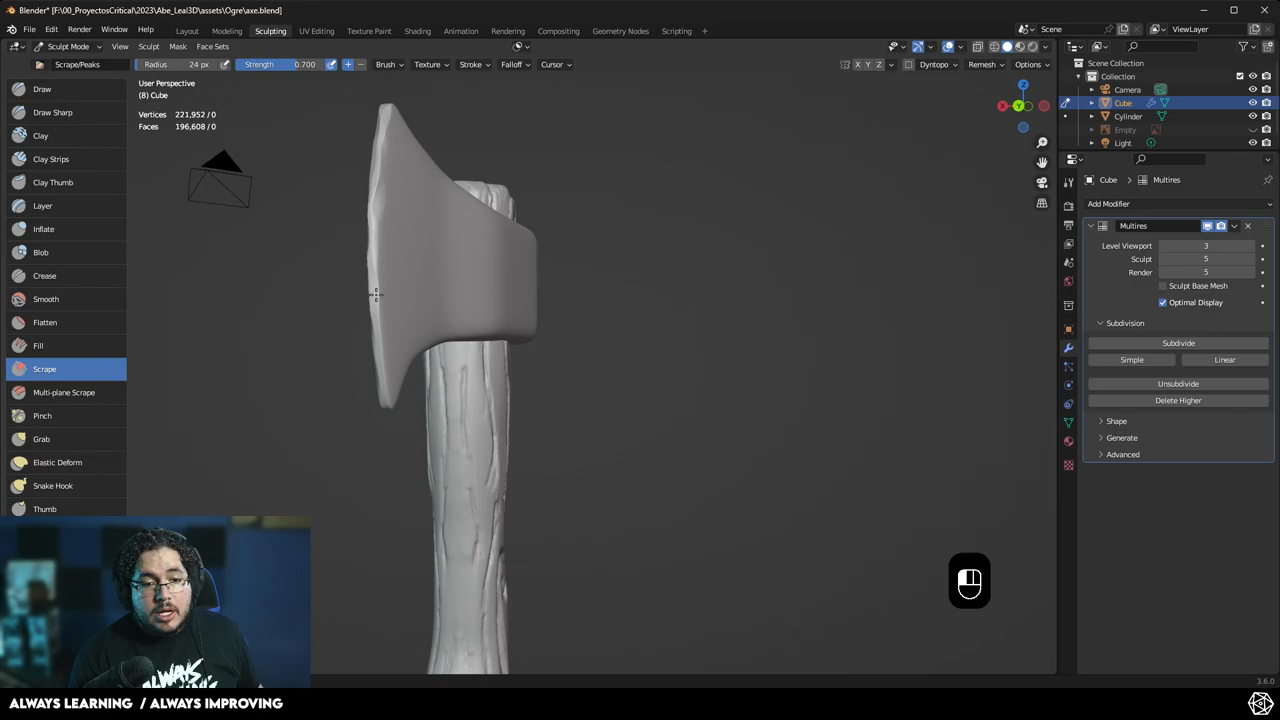 Blender* [F:\00_ProyectosCritical\2023\Abe_Leal3D\assets\Ogre\axe.blend]
File Edit Render Window Help Layout Modeling Sculpting UV Editing Texture Paint Shading Animation Rendering Compositing Geometry Nodes Scripting + Scene ViewLayer
Sculpt Mode View Sculpt Mask Face Sets
Scrape/Peaks Radius 24 px Strength 0.700 Brush Texture Stroke Falloff Cursor X Y Z Dyntopo Remesh Options
User Perspective
(8) Cube
Vertices 221,952 / 0
Faces 196,608 / 0
Draw
Draw Sharp
Clay
Clay Strips
Clay Thumb
Layer
Inflate
Blob
Crease
Smooth
Flatten
Fill
Scrape
Multi-plane Scrape
Pinch
Grab
Elastic Deform
Snake Hook
Thumb
Z
X
Y
Scene Collection
Collection
Camera
Cube
Cylinder
Empty
Light
Cube > Multires
Add Modifier
Multires
Level Viewport 3
Sculpt 5
Render 5
Sculpt Base Mesh
Optimal Display
Subdivision
Subdivide
Simple Linear
Unsubdivide
Delete Higher
Shape
Generate
Advanced
3.6.0
ALWAYS WORK
ALWAYS LEARNING / ALWAYS IMPROVING